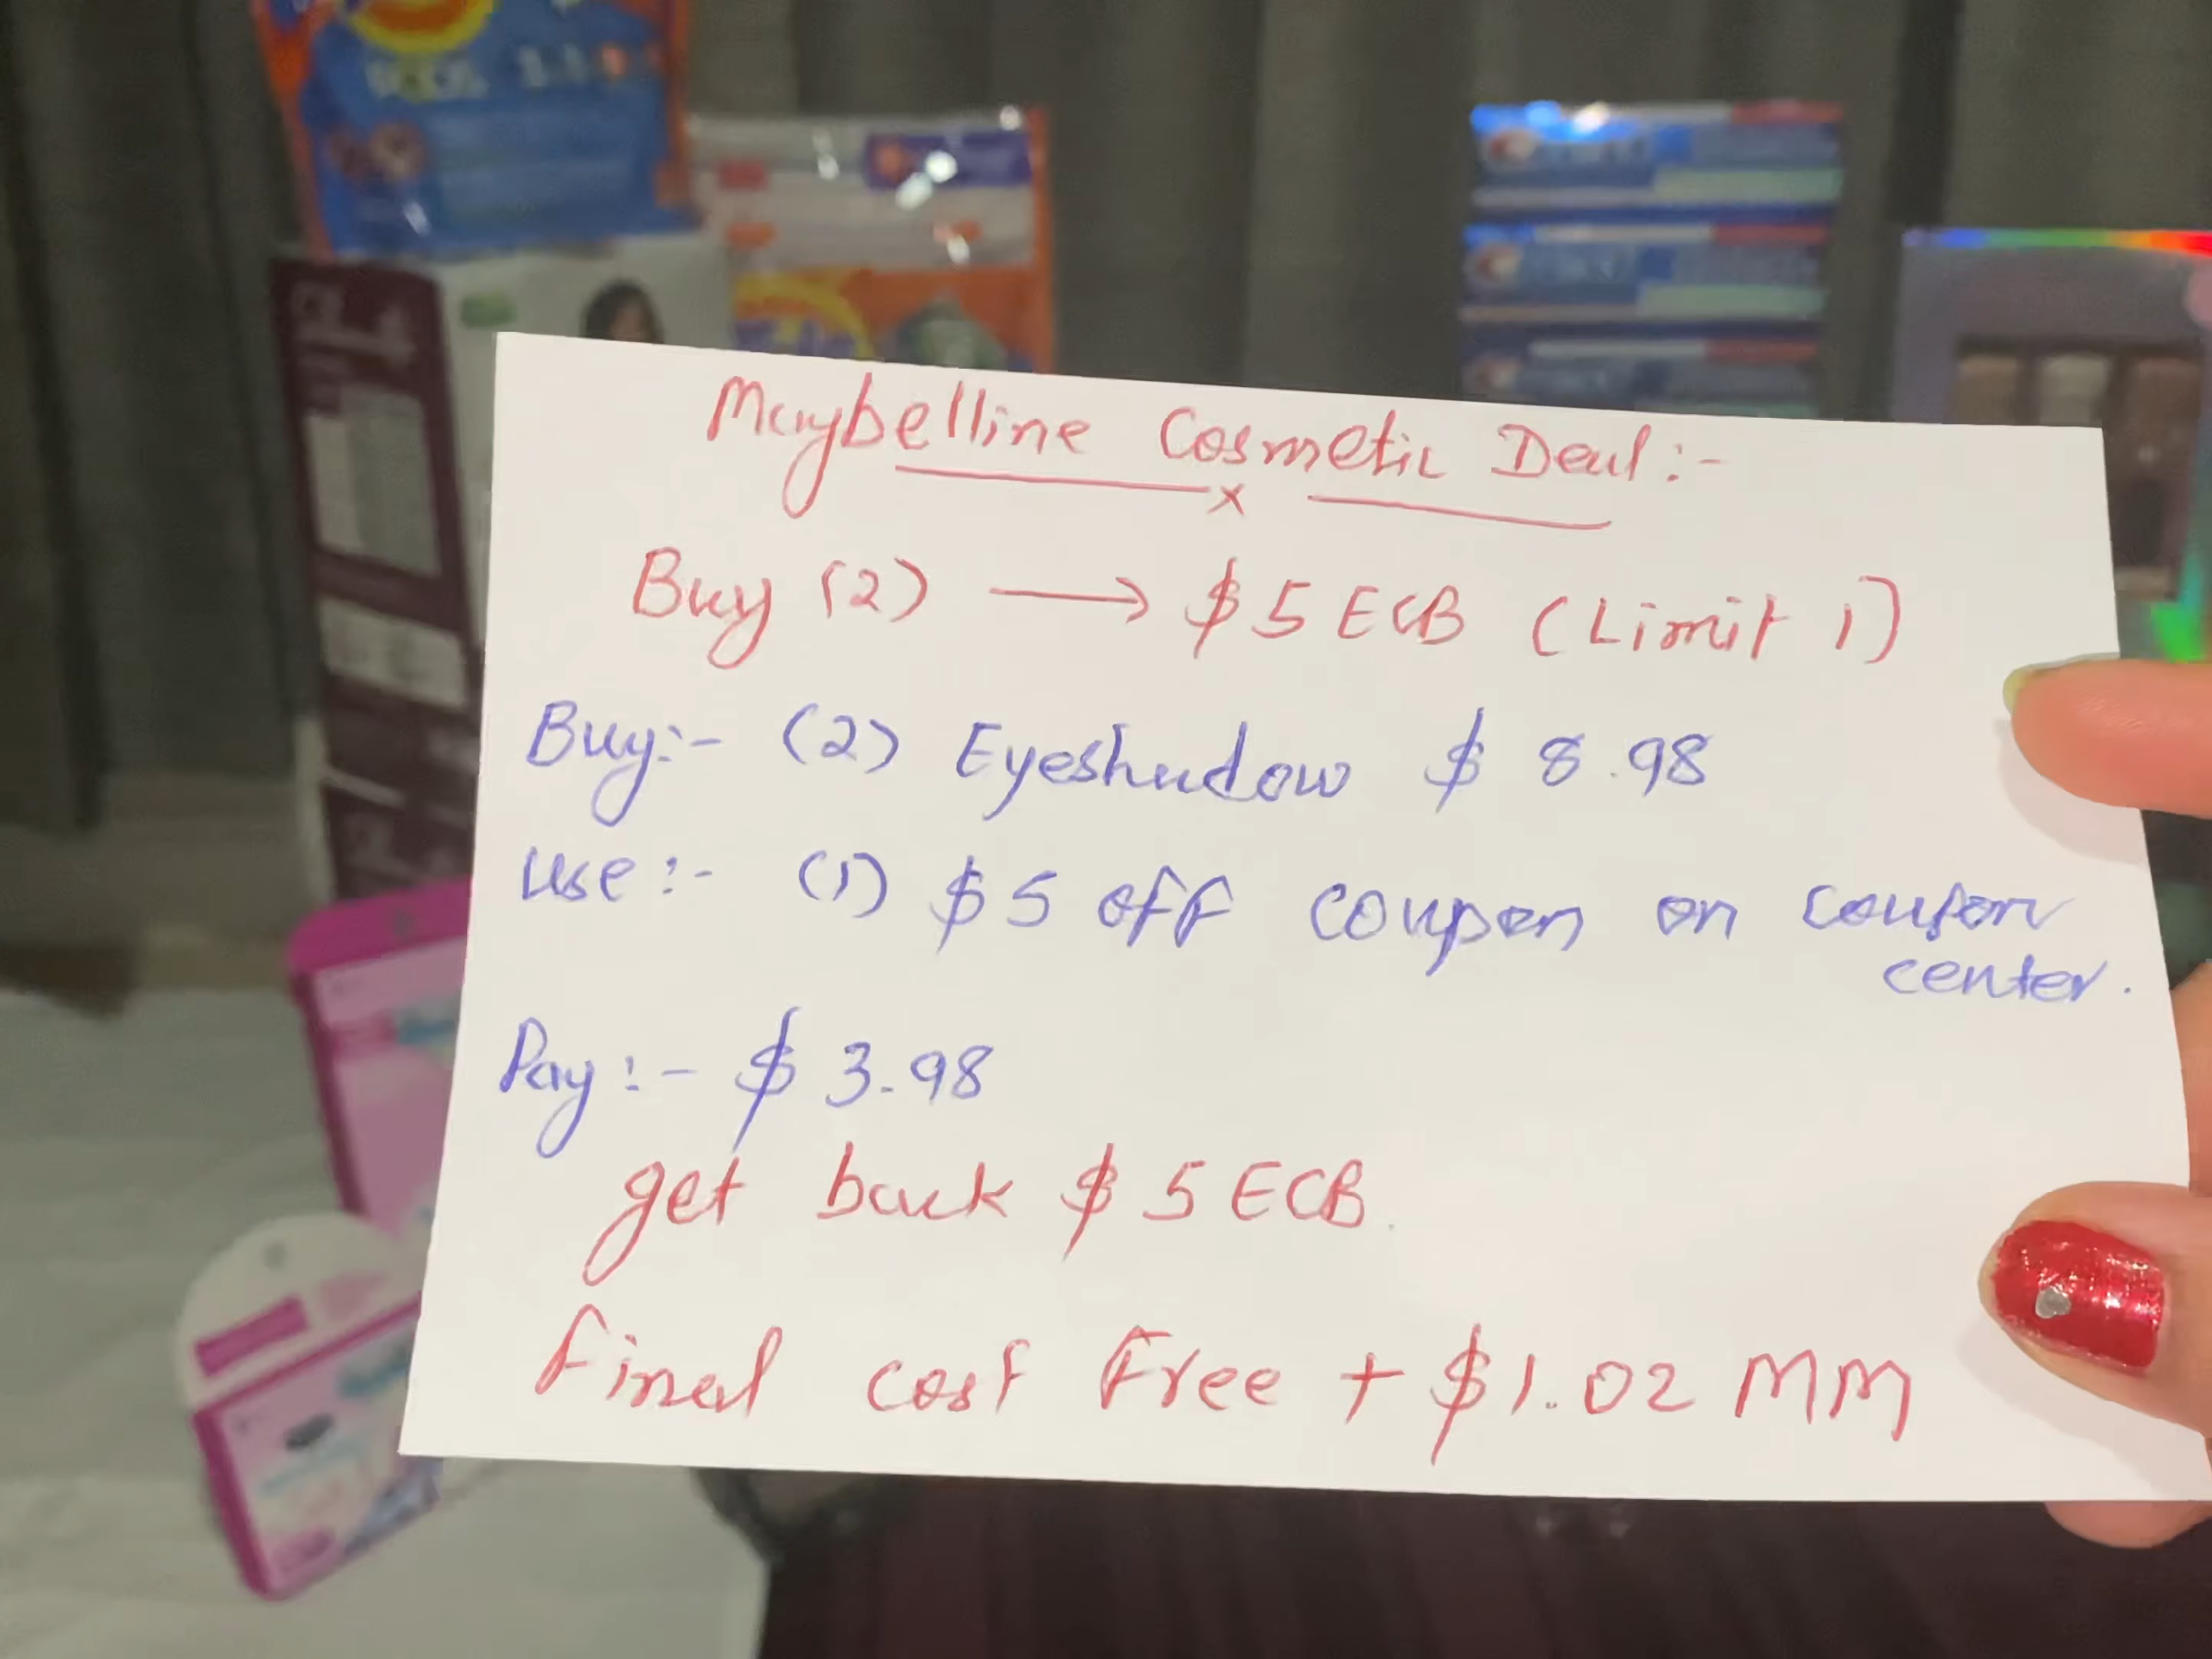 Maybelline Cosmetic Deal:-
x
Buy (2) → $5 ECB (Limit 1)
Buy:- (2) Eyeshadow $ 8.98
Use:- (1) $5 off coupon on coupon
center.
Pay:- $ 3.98
get back $5 ECB.
Final cost Free + $1.02 MM